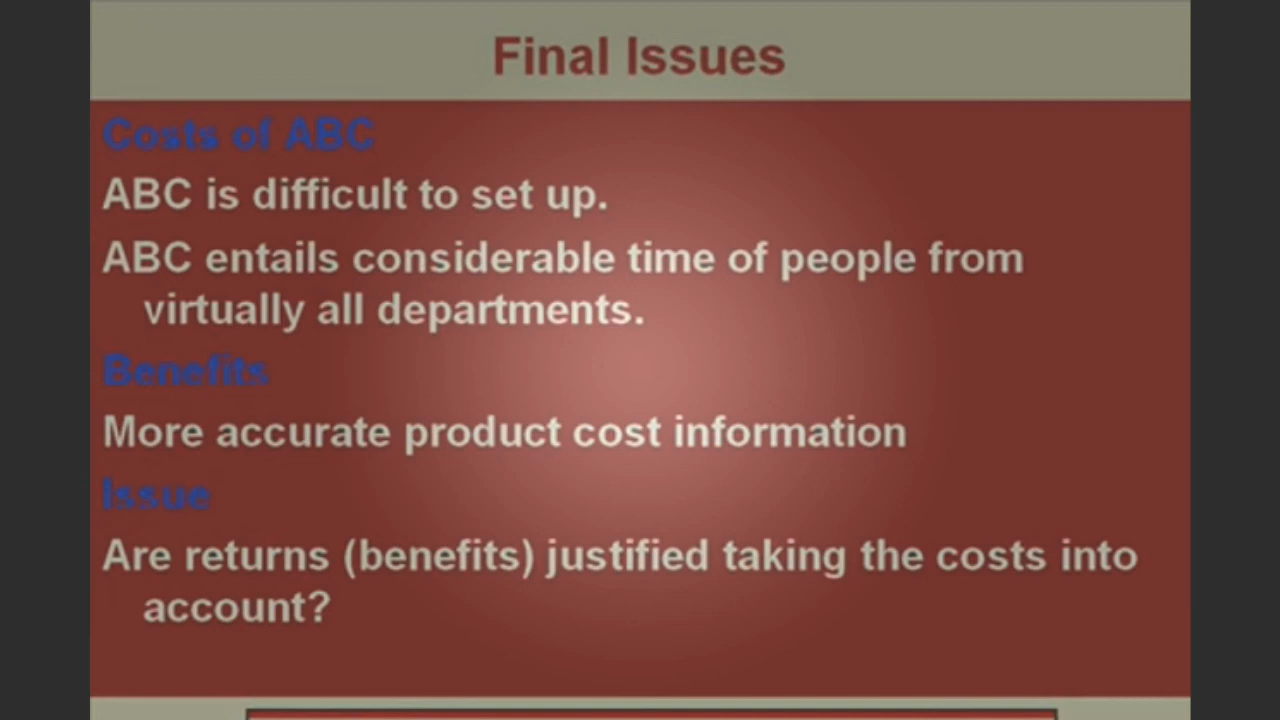 Final Issues
Costs of ABC
ABC is difficult to set up.
ABC entails considerable time of people from
virtually all departments.
Benefits
More accurate product cost information
Issue
Are returns (benefits) justified taking the costs into
account?